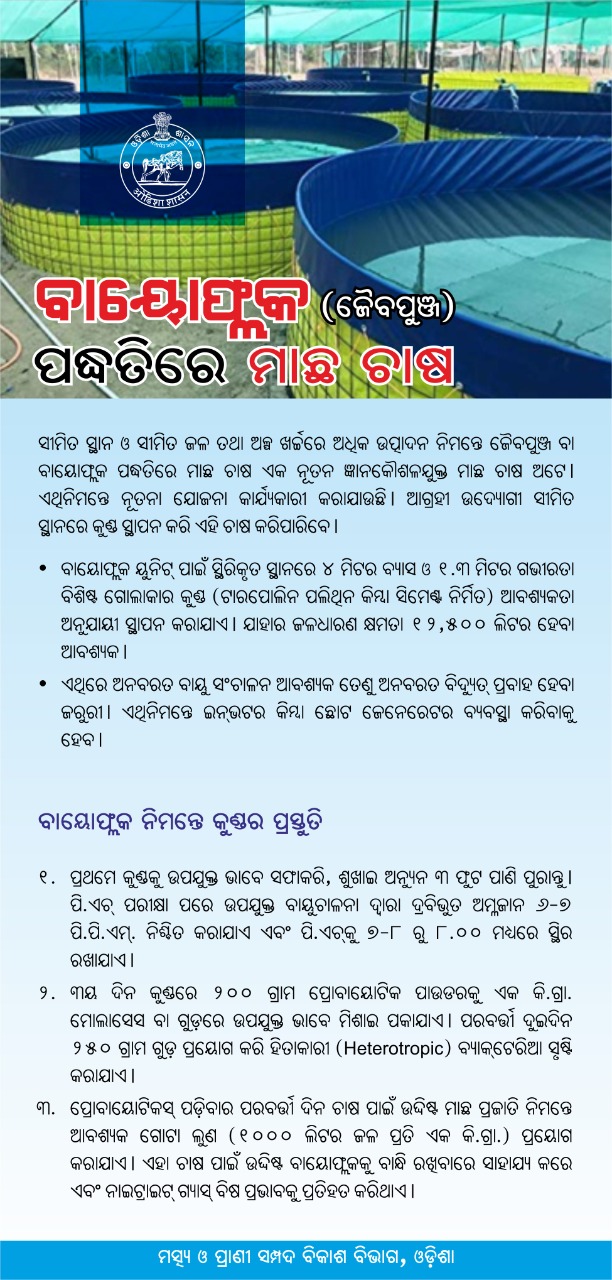 ଓଡ଼ିଶା ଶାସନ
ओडिशा शासन
ବାୟୋଫ୍ଲକ (ଜୈବପୁଞ୍ଜ)
ପଦ୍ଧତିରେ ମାଛ ଚାଷ
ସୀମିତ ସ୍ଥାନ ଓ ସୀମିତ ଜଳ ତଥା ଅଳ୍ପ ଖର୍ଚ୍ଚରେ ଅଧିକ ଉତ୍ପାଦନ ନିମନ୍ତେ ଜୈବପୁଞ୍ଜ ବା
ବାୟୋଫ୍ଲକ ପଦ୍ଧତିରେ ମାଛ ଚାଷ ଏକ ନୂତନ ଜ୍ଞାନକୌଶଳଯୁକ୍ତ ମାଛ ଚାଷ ଅଟେ।
ଏଥିନିମନ୍ତେ ନୂତନ। ଯୋଜନା କାର୍ଯ୍ୟକାରୀ କରାଯାଉଛି। ଆଗ୍ରହୀ ଉଦ୍ୟୋଗୀ ସୀମିତ
ସ୍ଥାନରେ କୁଣ୍ଡ ସ୍ଥାପନ କରି ଏହି ଚାଷ କରିପାରିବେ।
• ବାୟୋଫ୍ଲକ ୟୁନିଟ୍ ପାଇଁ ସ୍ଥିରିକୃତ ସ୍ଥାନରେ ୪ ମିଟର ବ୍ୟାସ ଓ ୧.୩ ମିଟର ଗଭୀରତା
ବିଶିଷ୍ଟ ଗୋଲାକାର କୁଣ୍ଡ (ଟାରପୋଲିନ ପଲିଥିନ କିମ୍ବା ସିମେଣ୍ଟ ନିର୍ମିତ) ଆବଶ୍ୟକତା
ଅନୁଯାୟୀ ସ୍ଥାପନ କରାଯାଏ। ଯାହାର ଜଳଧାରଣ କ୍ଷମତା ୧୨,୫୦୦ ଲିଟର ହେବା
ଆବଶ୍ୟକ।
• ଏଥିରେ ଅନବରତ ବାୟୁ ସଂଚାଳନ ଆବଶ୍ୟକ ତେଣୁ ଅନବରତ ବିଦ୍ୟୁତ୍ ପ୍ରବାହ ହେବା
ଜରୁରୀ। ଏଥିନିମନ୍ତେ ଇନ୍‌ଭଟର କିମ୍ବା ଛୋଟ ଜେନେରେଟର ବ୍ୟବସ୍ଥା କରିବାକୁ
ହେବ।
ବାୟୋଫ୍ଲକ ନିମନ୍ତେ କୁଣ୍ଡର ପ୍ରସ୍ତୁତି
୧. ପ୍ରଥମେ କୁଣ୍ଡକୁ ଉପଯୁକ୍ତ ଭାବେ ସଫାକରି, ଶୁଖାଇ ଅନ୍ୟୁନ ୩ ଫୁଟ ପାଣି ପୁରାନ୍ତୁ।
ପି.ଏଚ୍ ପରୀକ୍ଷା ପରେ ଉପଯୁକ୍ତ ବାୟୁଚାଳନା ଦ୍ୱାରା ଦ୍ରବିଭୁତ ଅମ୍ଳଜାନ ୬-୭
ପି.ପି.ଏମ୍. ନିଶ୍ଚିତ କରାଯାଏ ଏବଂ ପି.ଏଚ୍‌କୁ ୭-୮ ରୁ ୮.୦୦ ମଧ୍ୟରେ ସ୍ଥିର
ରଖାଯାଏ।
୨. ୩ୟ ଦିନ କୁଣ୍ଡରେ ୨୦୦ ଗ୍ରାମ ପ୍ରୋବାୟୋଟିକ ପାଉଡରକୁ ଏକ କି.ଗ୍ରା.
ମୋଲାସେସ ବା ଗୁଡ଼ରେ ଉପଯୁକ୍ତ ଭାବେ ମିଶାଇ ପକାଯାଏ। ପରବର୍ତ୍ତୀ ଦୁଇଦିନ
୨୫୦ ଗ୍ରାମ ଗୁଡ଼ ପ୍ରୟୋଗ କରି ହିତାକାରୀ (Heterotropic) ବ୍ୟାକ୍‌ଟେରିଆ ସୃଷ୍ଟି
କରାଯାଏ।
୩. ପ୍ରୋବାୟୋଟିକସ୍ ପଡ଼ିବାର ପରବର୍ତ୍ତୀ ଦିନ ଚାଷ ପାଇଁ ଉଦ୍ଦିଷ୍ଟ ମାଛ ପ୍ରଜାତି ନିମନ୍ତେ
ଆବଶ୍ୟକ ଗୋଟା ଲୁଣ (୧୦୦୦ ଲିଟର ଜଳ ପ୍ରତି ଏକ କି.ଗ୍ରା.) ପ୍ରୟୋଗ
କରାଯାଏ। ଏହା ଚାଷ ପାଇଁ ଉଦ୍ଦିଷ୍ଟ ବାୟୋଫ୍ଲକକୁ ବାନ୍ଧି ରଖିବାରେ ସାହାଯ୍ୟ କରେ
ଏବଂ ନାଇଟ୍ରାଇଟ୍ ଗ୍ୟାସ୍ ବିଷ ପ୍ରଭାବକୁ ପ୍ରତିହତ କରିଥାଏ।
ମତ୍ସ୍ୟ ଓ ପ୍ରାଣୀ ସମ୍ପଦ ବିକାଶ ବିଭାଗ, ଓଡ଼ିଶା